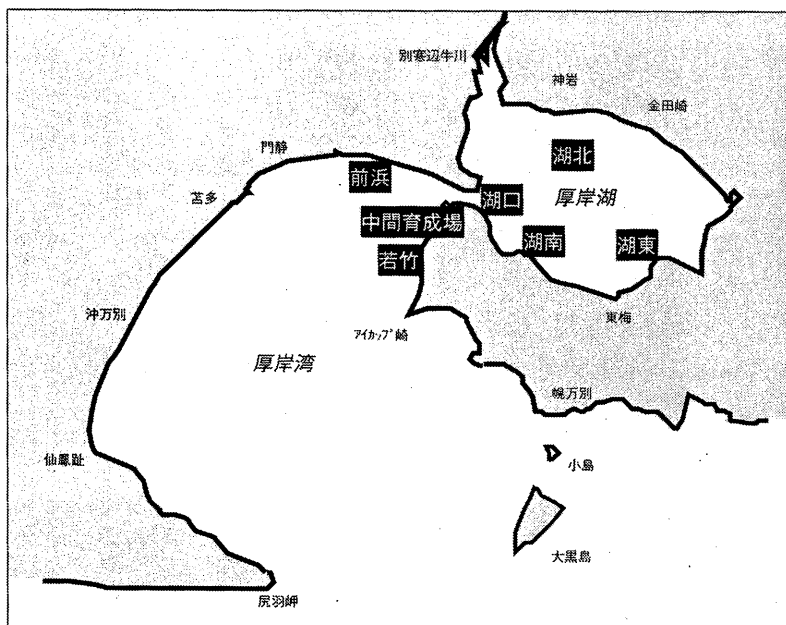 別寒辺牛川
神岩
金田崎
門静
湖北
前浜
苫多
湖口
厚岸湖
中間育成場
湖南
湖東
若竹
沖万別
東梅
アイカップ崎
厚岸湾
幌万別
仙鳳趾
小島
大黒島
尻羽岬